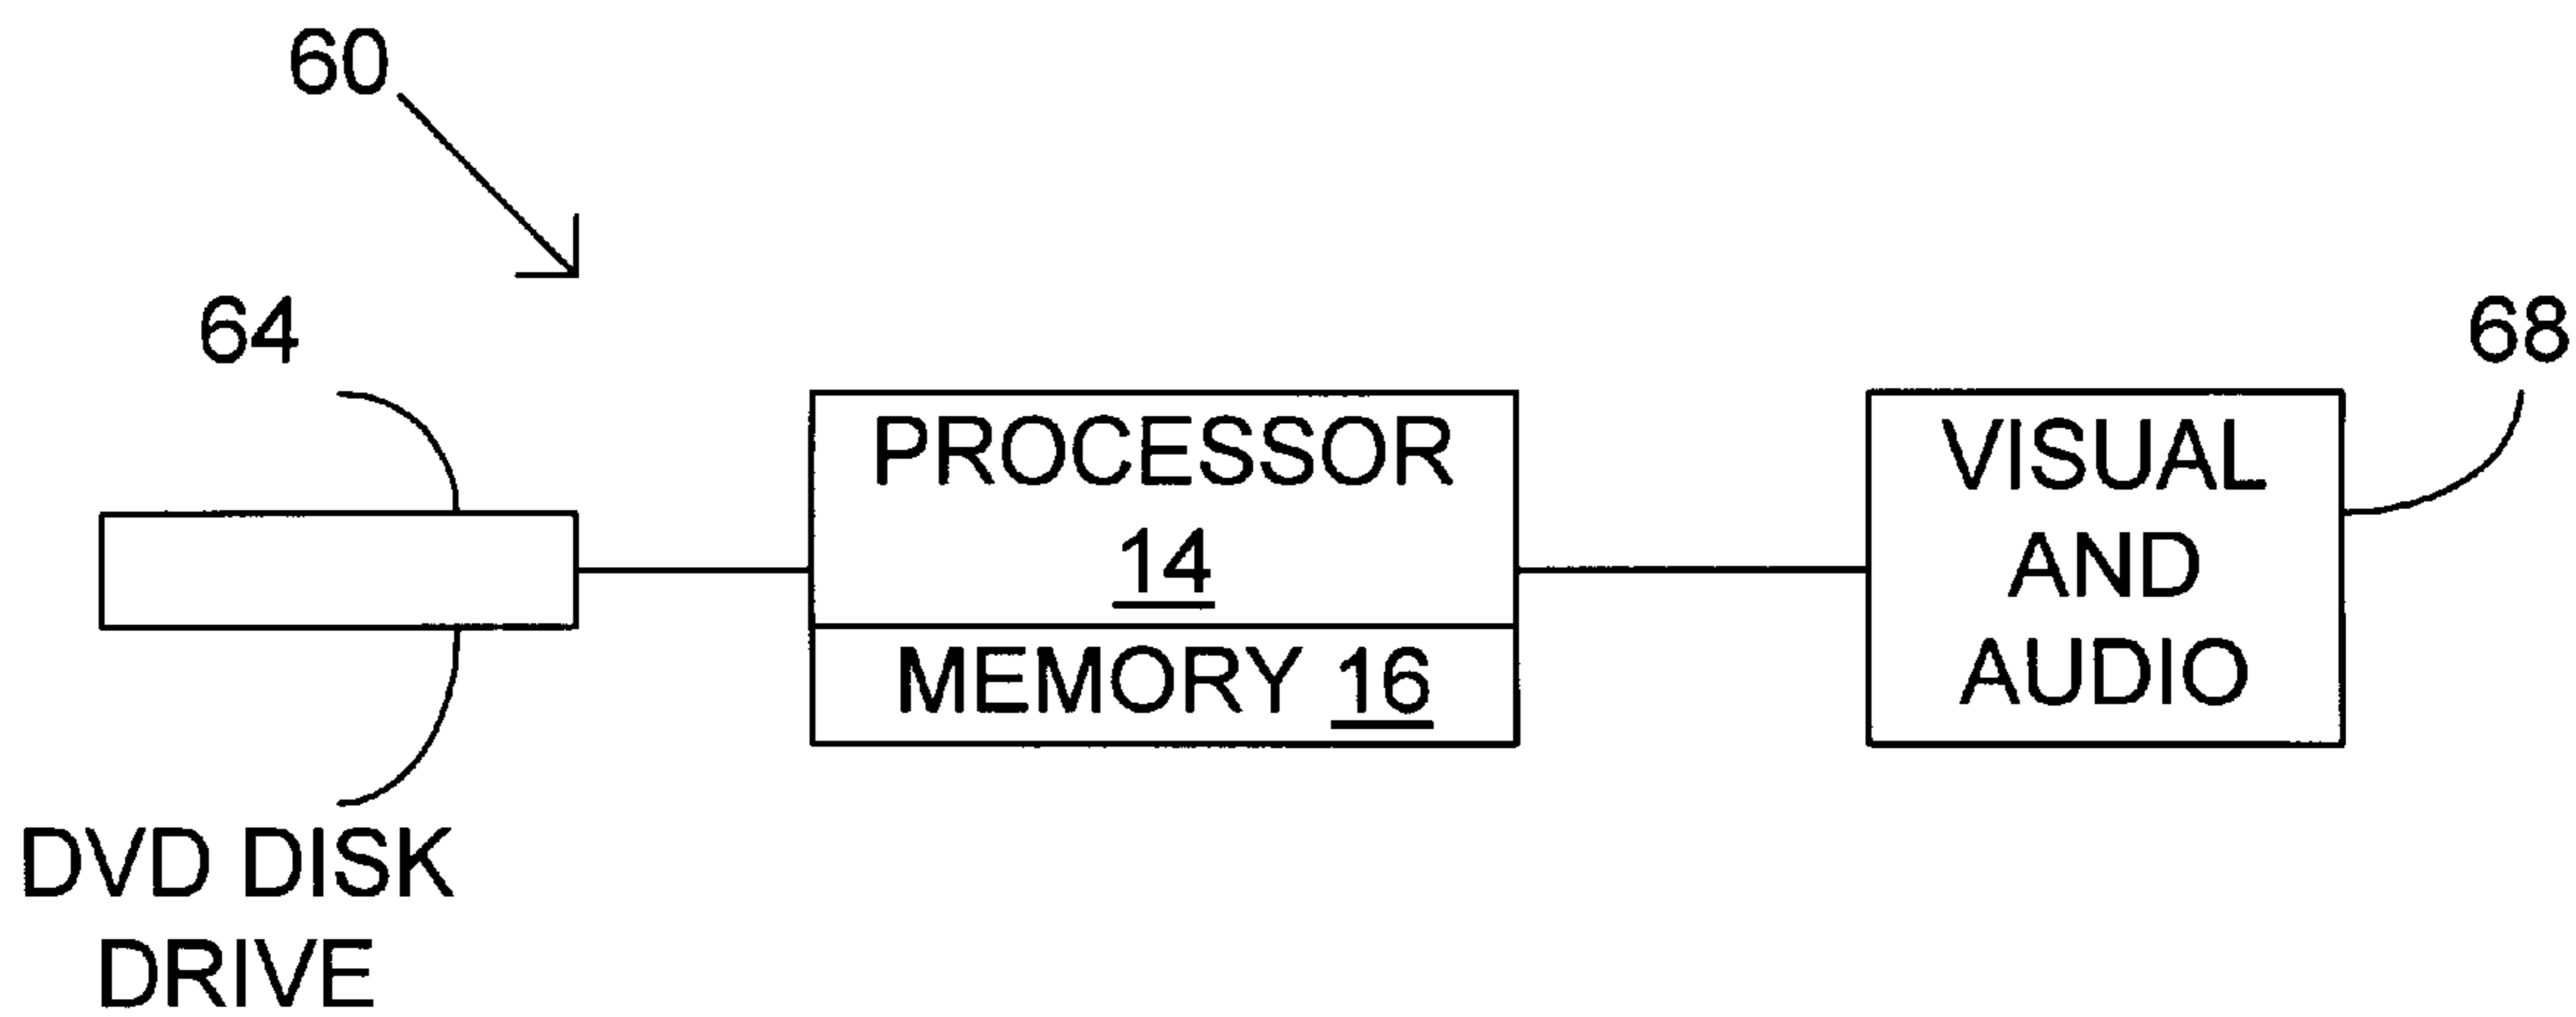 60
64
68
PROCESSOR
14
MEMORY 16
VISUAL
AND
AUDIO
DVD DISK
DRIVE